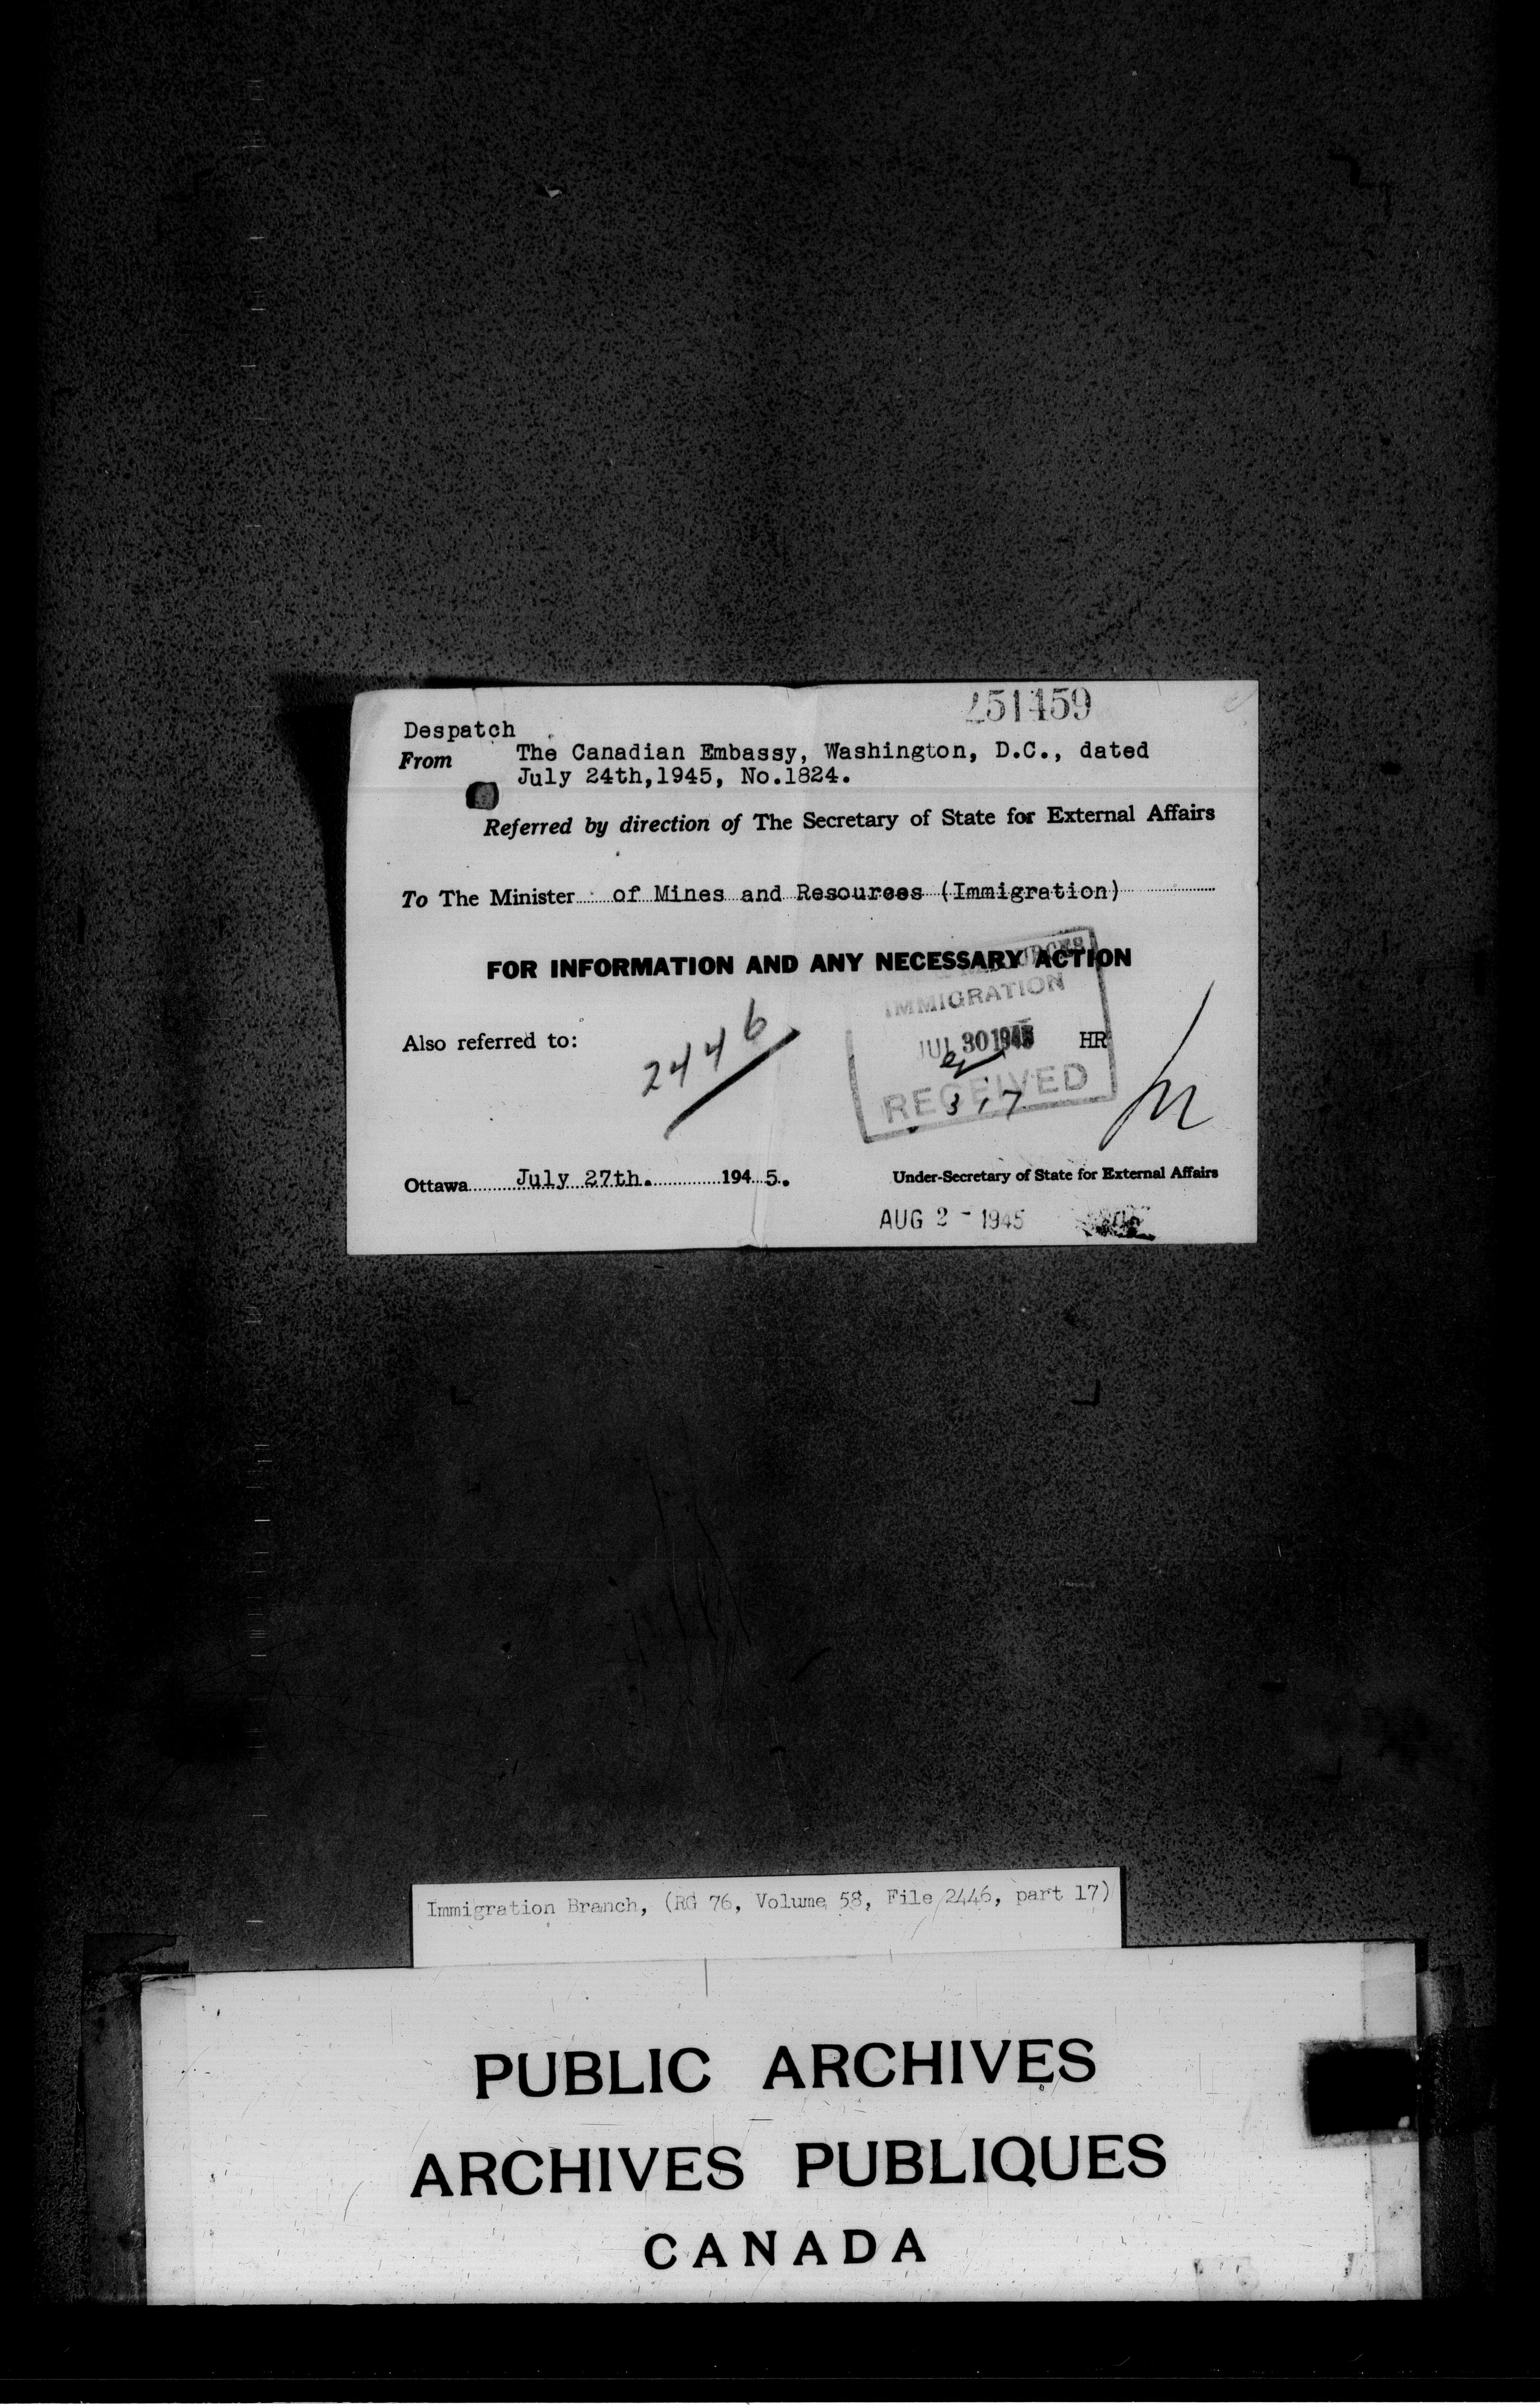 251459
Despatch
From The Canadian Embassy, Washington, D.C., dated
July 24th, 1945, No.1824.
Referred by direction of The Secretary of State for External Affairs
To The Minister of Mines and Resources (Immigration)
FOR INFORMATION AND ANY NECESSARY ACTION
IMMIGRATION
Also referred to:
2446
JUL 30 1945
HR
RECEIVED
317
Ottawa July 27th. 1945.
Under-Secretary of State for External Affairs
AUG 2 - 1945
Immigration Branch, (RG 76, Volume 58, File 2446, part 17)
PUBLIC ARCHIVES
ARCHIVES PUBLIQUES
CANADA